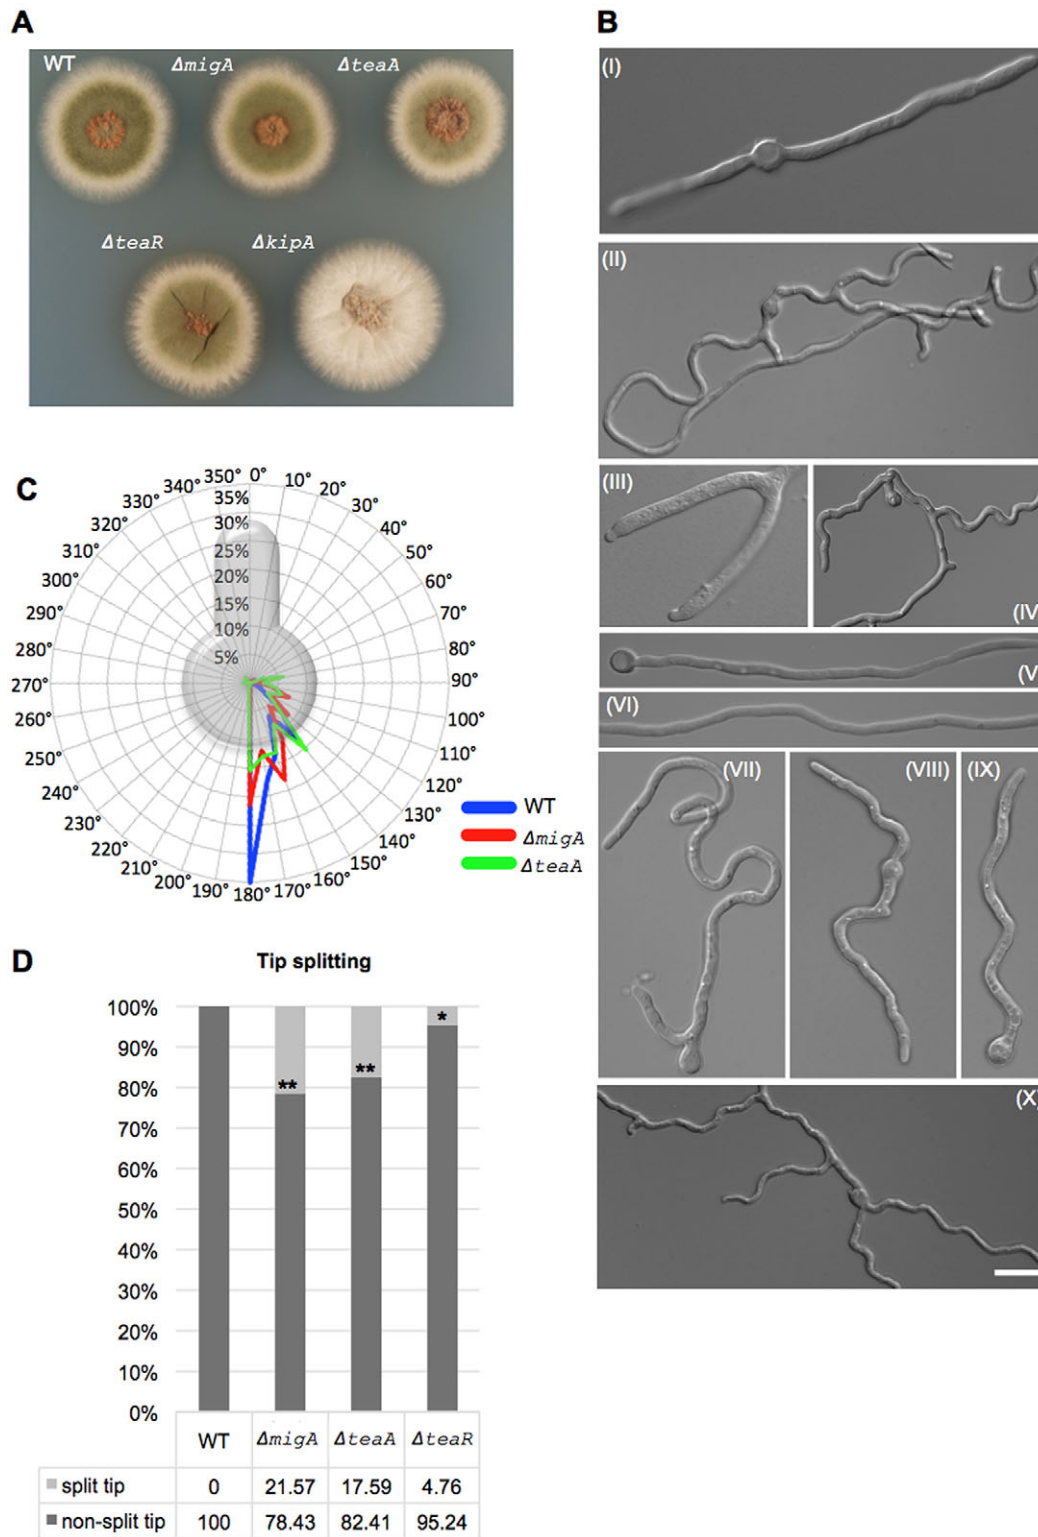 A
WT
ΔmigA
ΔteaA
ΔteaR
ΔkipA
B
(I)
(II)
(III)
(IV
(V
(VI)
(VII)
(VIII)
(IX)
(X)
C
0°
10°
20°
30°
40°
50°
60°
70°
80°
90°
100°
110°
120°
130°
140°
150°
160°
170°
180°
190°
200°
210°
220°
230°
240°
250°
260°
270°
280°
290°
300°
310°
320°
330°
340°
350°
35%
30%
25%
20%
15%
10%
5%
WT
ΔmigA
ΔteaA
D
Tip splitting
100%
90%
80%
70%
60%
50%
40%
30%
20%
10%
0%
**
**
*
WT ΔmigA ΔteaA ΔteaR
split tip 0 21.57 17.59 4.76
non-split tip 100 78.43 82.41 95.24